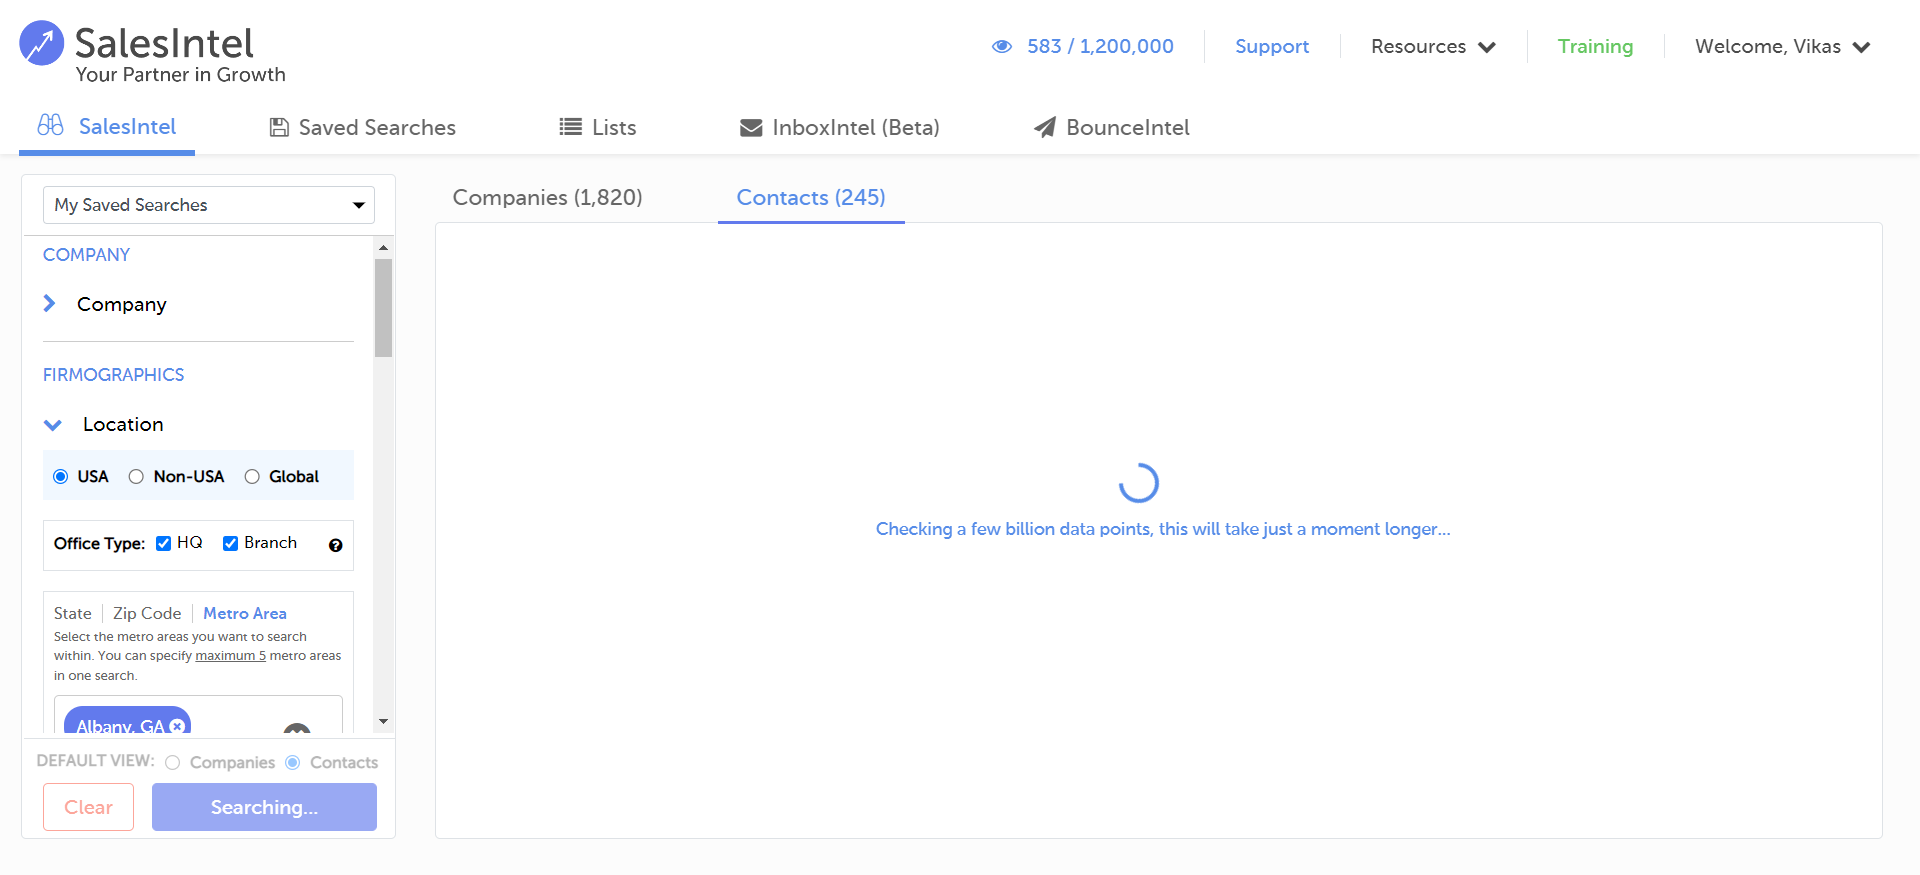 SalesIntel
Your Partner in Growth
583 / 1,200,000
Support
Resources
Training
Welcome, Vikas
SalesIntel
Saved Searches
Lists
InboxIntel (Beta)
BounceIntel
My Saved Searches
COMPANY
Company
FIRMOGRAPHICS
Location
USA Non-USA Global
Office Type: HQ Branch
State Zip Code Metro Area
Select the metro areas you want to search
within. You can specify maximum 5 metro areas
in one search.
Albany, GA
DEFAULT VIEW: Companies Contacts
Clear
Searching...
Companies (1,820)
Contacts (245)
Checking a few billion data points, this will take just a moment longer...